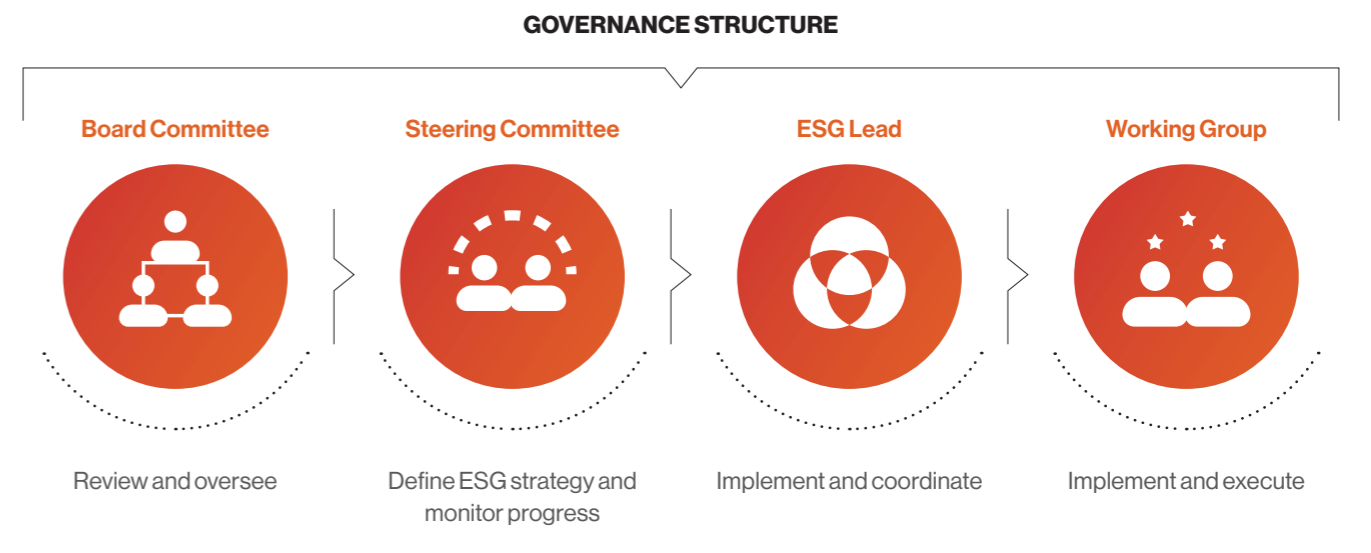 GOVERNANCE STRUCTURE
Board Committee
Steering Committee
ESG Lead
Working Group
Review and oversee
Define ESG strategy and
monitor progress
Implement and coordinate
Implement and execute